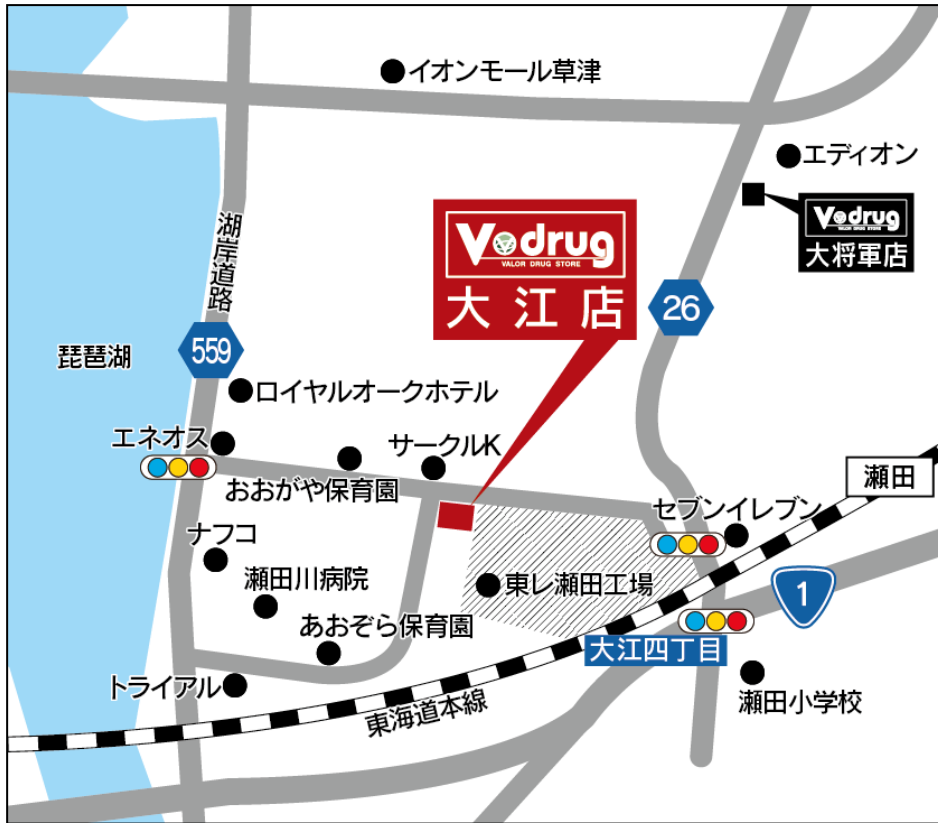 イオンモール草津
エディオン
V·drug
VALOR DRUG STORE
大将軍店
V·drug
VALOR DRUG STORE
大江店
湖岸道路
26
559
琵琶湖
ロイヤルオークホテル
エネオス
サークルK
おおがや保育園
瀬田
セブンイレブン
ナフコ
瀬田川病院
東レ瀬田工場
1
あおぞら保育園
大江四丁目
トライアル
瀬田小学校
東海道本線